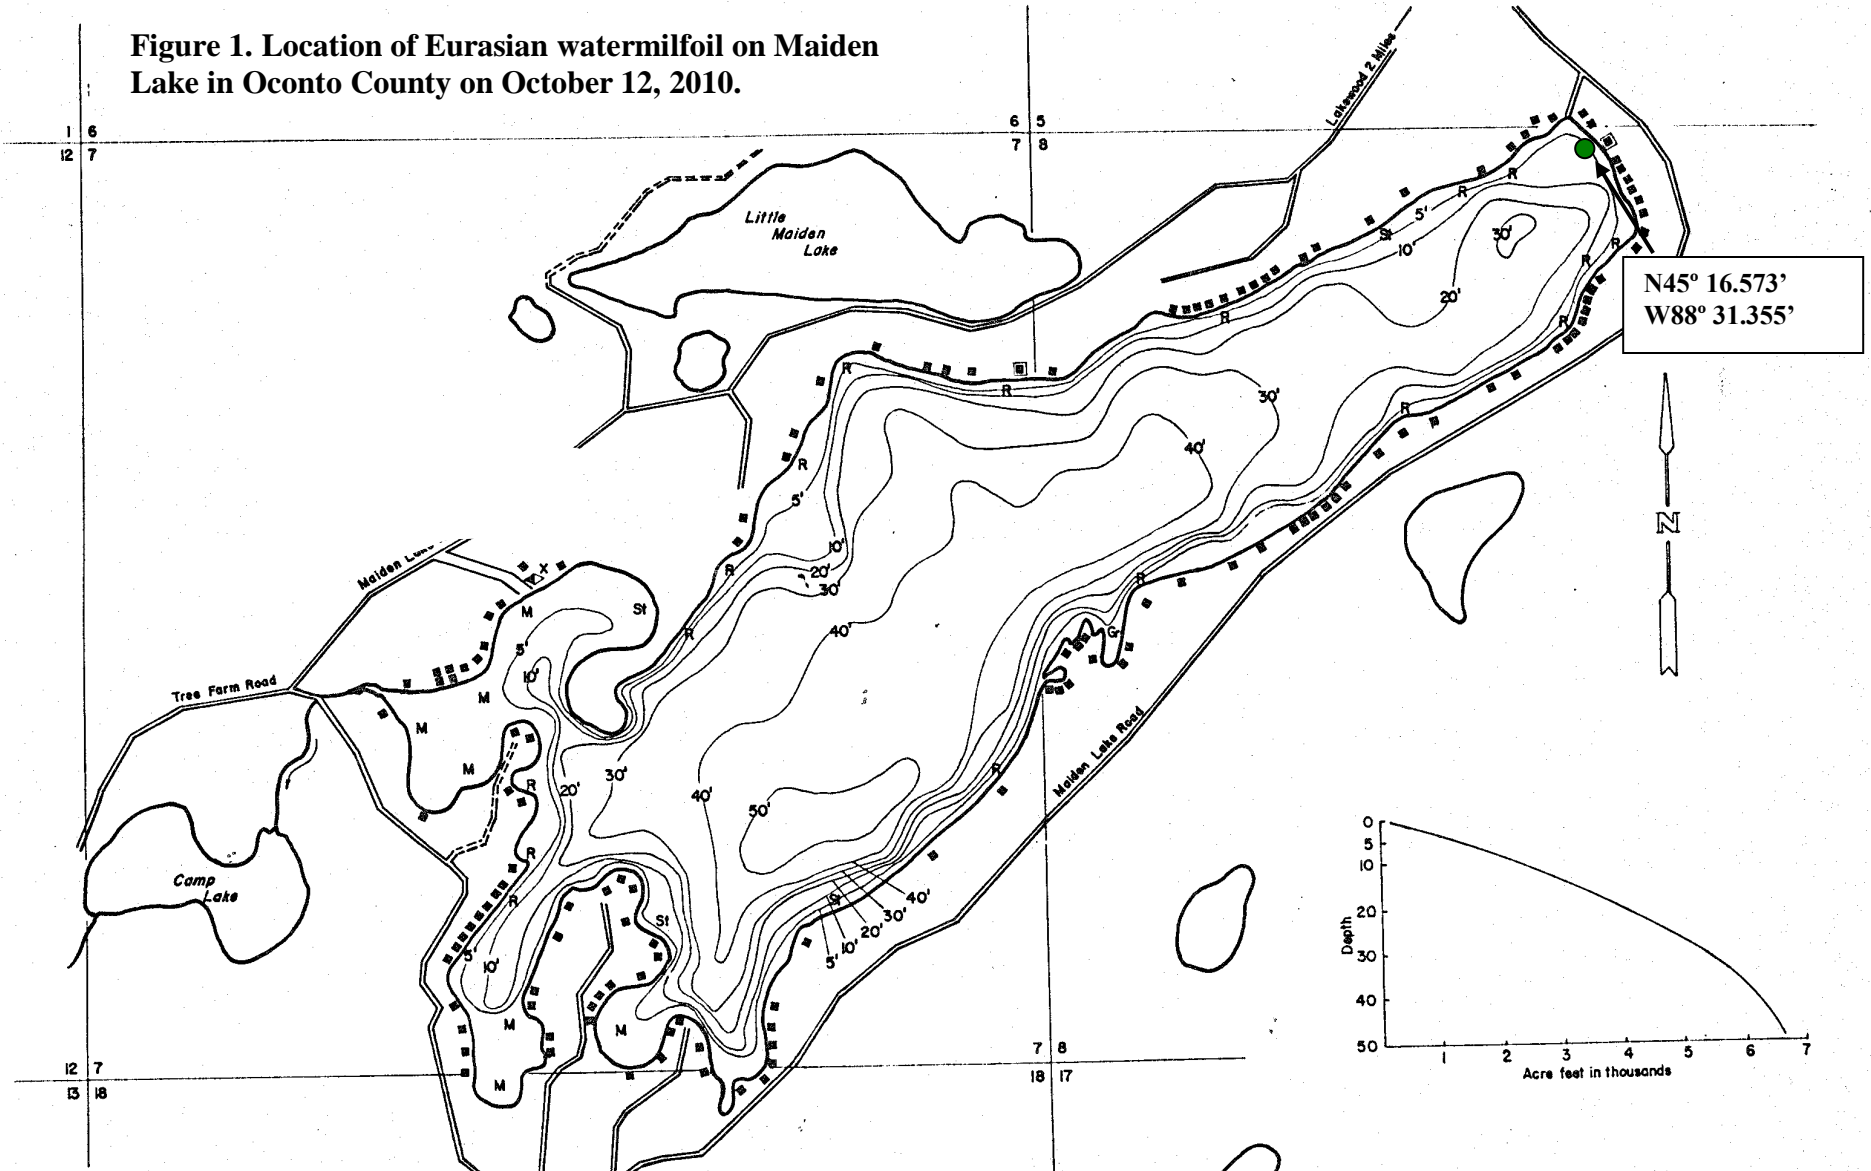 Figure 1. Location of Eurasian watermilfoil on Maiden
Lake in Oconto County on October 12, 2010.
Lakewood 2 Miles
1 6
12 7
6 5
7 8
Little
Maiden
Lake
R
R
5'
St
10'
30'
20'
R
R
R
R
N45º 16.573’
W88º 31.355’
R
R
30'
R
40'
R
5'
N
10'
20'
30'
R
R
40'
R
Gr
Maiden Lake
X
M
St
5'
10'
M
Tree Farm Road
M
M
R
20'
30'
40'
50'
R
Maiden Lake Road
R
R
Camp
Lake
St
St
40'
30'
20'
10'
5'
5'
10'
M
M
M
0
5
10
20
30
40
50
Depth
1 2 3 4 5 6 7
Acre feet in thousands
7 8
18 17
12 7
13 18